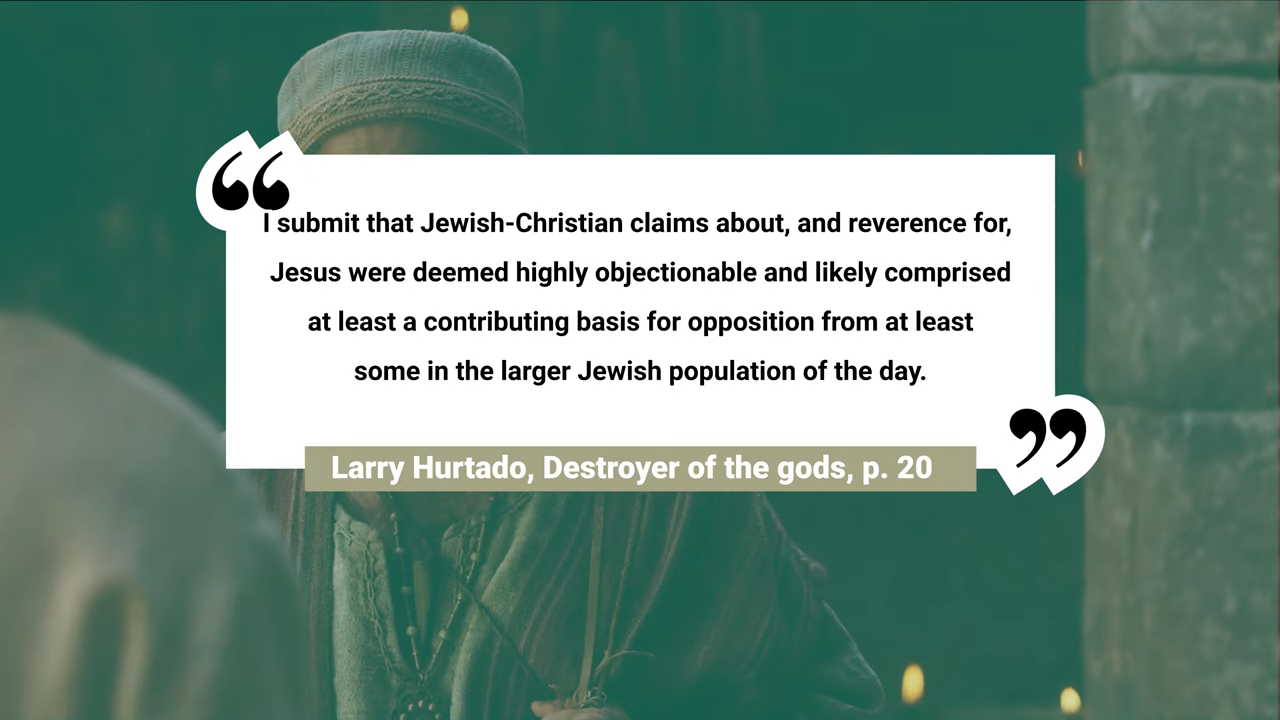 I submit that Jewish-Christian claims about, and reverence for,
Jesus were deemed highly objectionable and likely comprised
at least a contributing basis for opposition from at least
some in the larger Jewish population of the day.
Larry Hurtado, Destroyer of the gods, p. 20